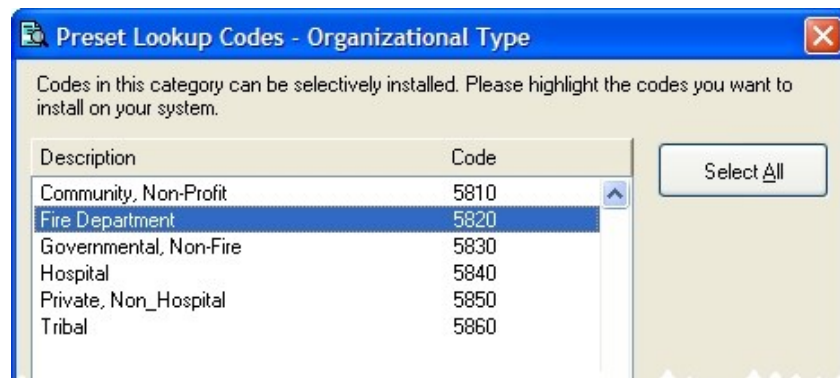 Preset Lookup Codes - Organizational Type
Codes in this category can be selectively installed. Please highlight the codes you want to
install on your system.
Description Code
Select All
Community, Non-Profit 5810
Fire Department 5820
Governmental, Non-Fire 5830
Hospital 5840
Private, Non_Hospital 5850
Tribal 5860